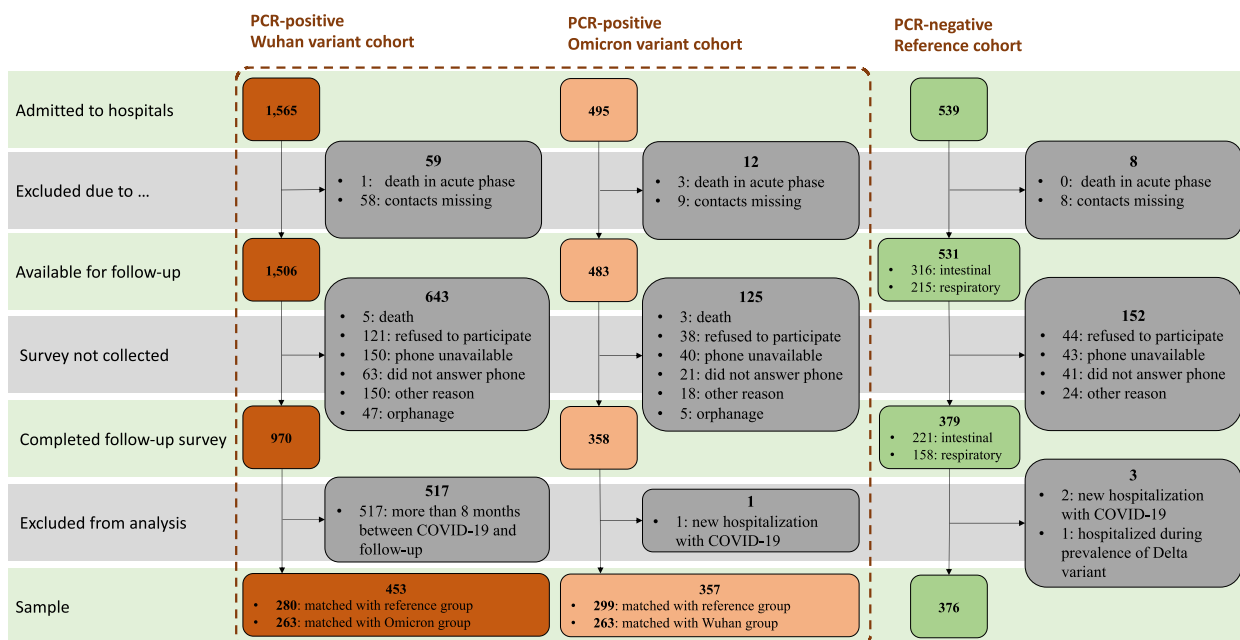 PCR-positive
Wuhan variant cohort
PCR-positive
Omicron variant cohort
PCR-negative
Reference cohort
Admitted to hospitals
1,565
495
539
Excluded due to ...
59
• 1: death in acute phase
• 58: contacts missing
12
• 3: death in acute phase
• 9: contacts missing
8
• 0: death in acute phase
• 8: contacts missing
Available for follow-up
1,506
483
531
• 316: intestinal
• 215: respiratory
Survey not collected
643
• 5: death
• 121: refused to participate
• 150: phone unavailable
• 63: did not answer phone
• 150: other reason
• 47: orphanage
125
• 3: death
• 38: refused to participate
• 40: phone unavailable
• 21: did not answer phone
• 18: other reason
• 5: orphanage
152
• 44: refused to participate
• 43: phone unavailable
• 41: did not answer phone
• 24: other reason
Completed follow-up survey
970
358
379
• 221: intestinal
• 158: respiratory
Excluded from analysis
517
• 517: more than 8 months
between COVID-19 and
follow-up
1
• 1: new hospitalization
with COVID-19
3
• 2: new hospitalization
with COVID-19
• 1: hospitalized during
prevalence of Delta
variant
Sample
453
• 280: matched with reference group
• 263: matched with Omicron group
357
• 299: matched with reference group
• 263: matched with Wuhan group
376